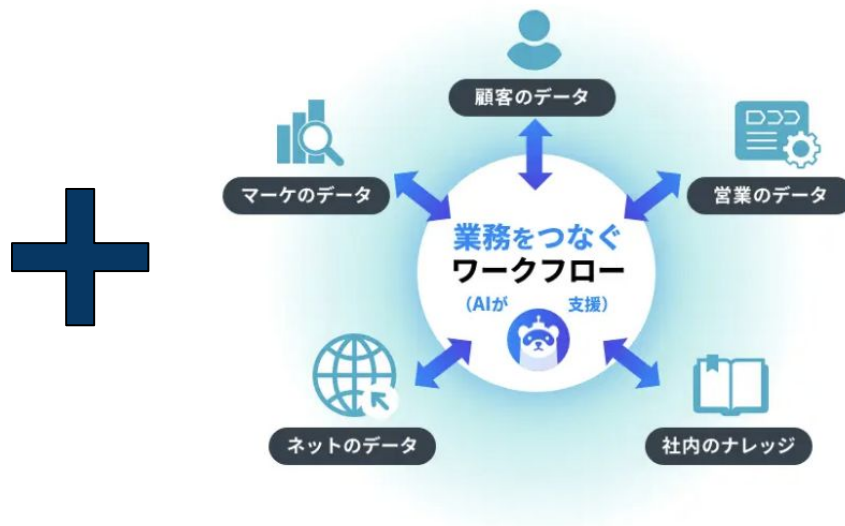 顧客のデータ
マーケのデータ
営業のデータ
業務をつなぐ
ワークフロー
(AIが 支援)
ネットのデータ
社内のナレッジ